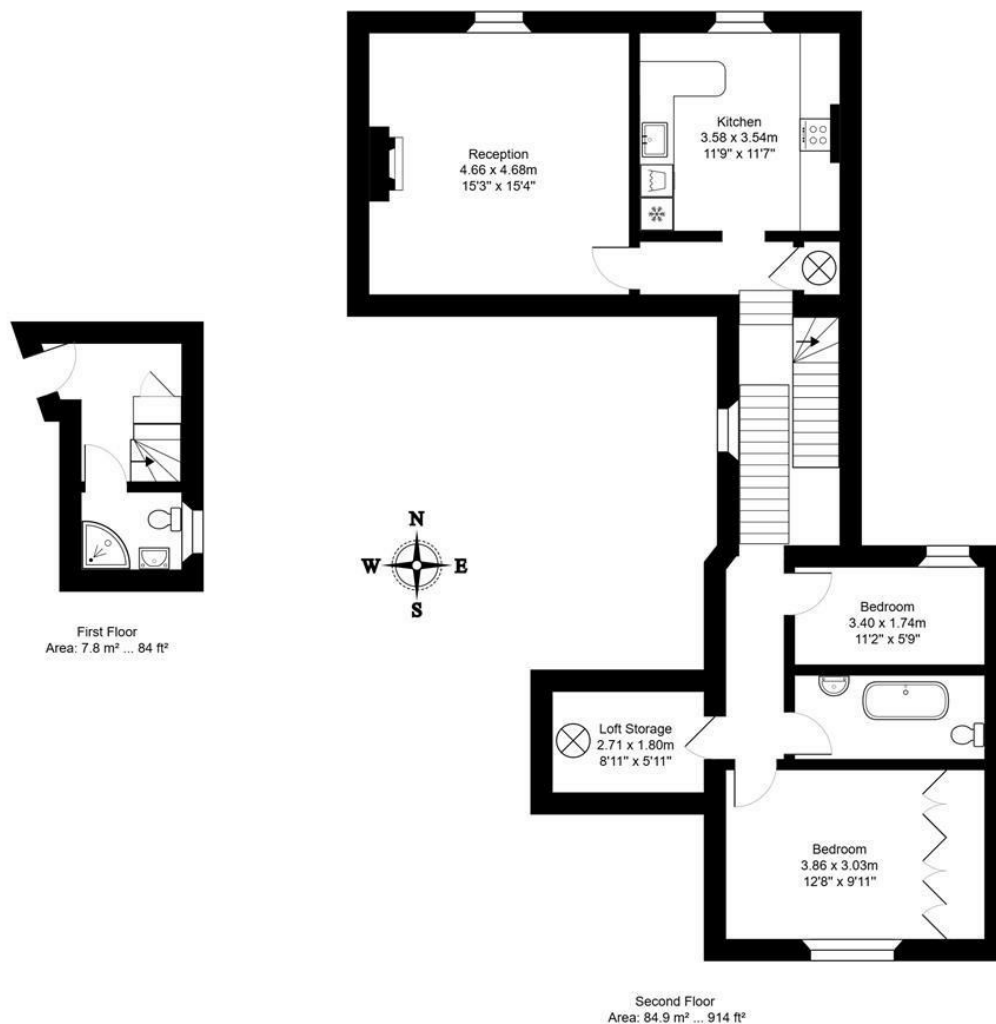 Reception
4.66 x 4.68m
15'3" x 15'4"
Kitchen
3.58 x 3.54m
11'9" x 11'7"
N
W E
S
First Floor
Area: 7.8 m² ... 84 ft²
Bedroom
3.40 x 1.74m
11'2" x 5'9"
Loft Storage
2.71 x 1.80m
8'11" x 5'11"
Bedroom
3.86 x 3.03m
12'8" x 9'11"
Second Floor
Area: 84.9 m² ... 914 ft²